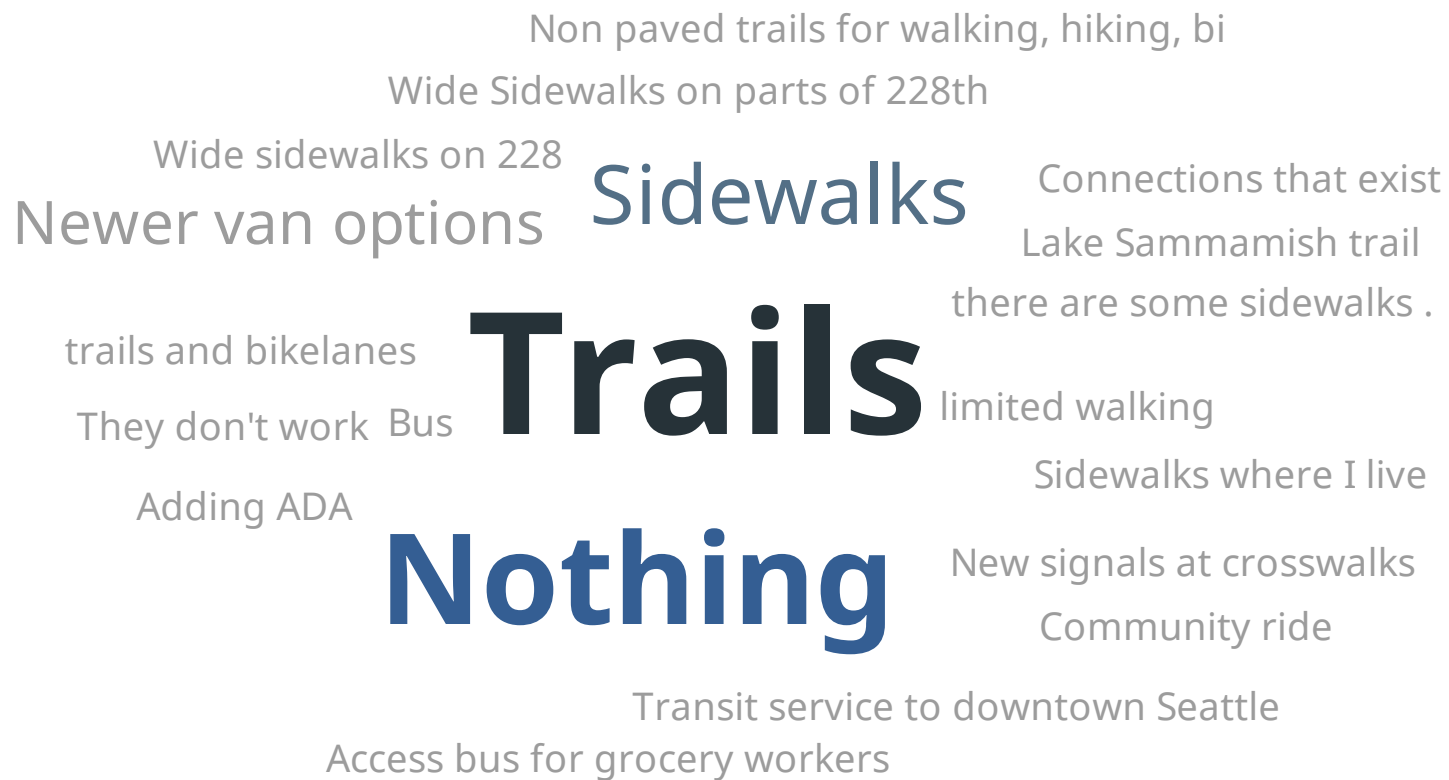 Non paved trails for walking, hiking, bi
Wide Sidewalks on parts of 228th
Wide sidewalks on 228
Sidewalks
Connections that exist
Newer van options
Lake Sammamish trail
there are some sidewalks .
Trails
trails and bikelanes
limited walking
They don't work
Bus
Sidewalks where I live
Adding ADA
Nothing
New signals at crosswalks
Community ride
Transit service to downtown Seattle
Access bus for grocery workers